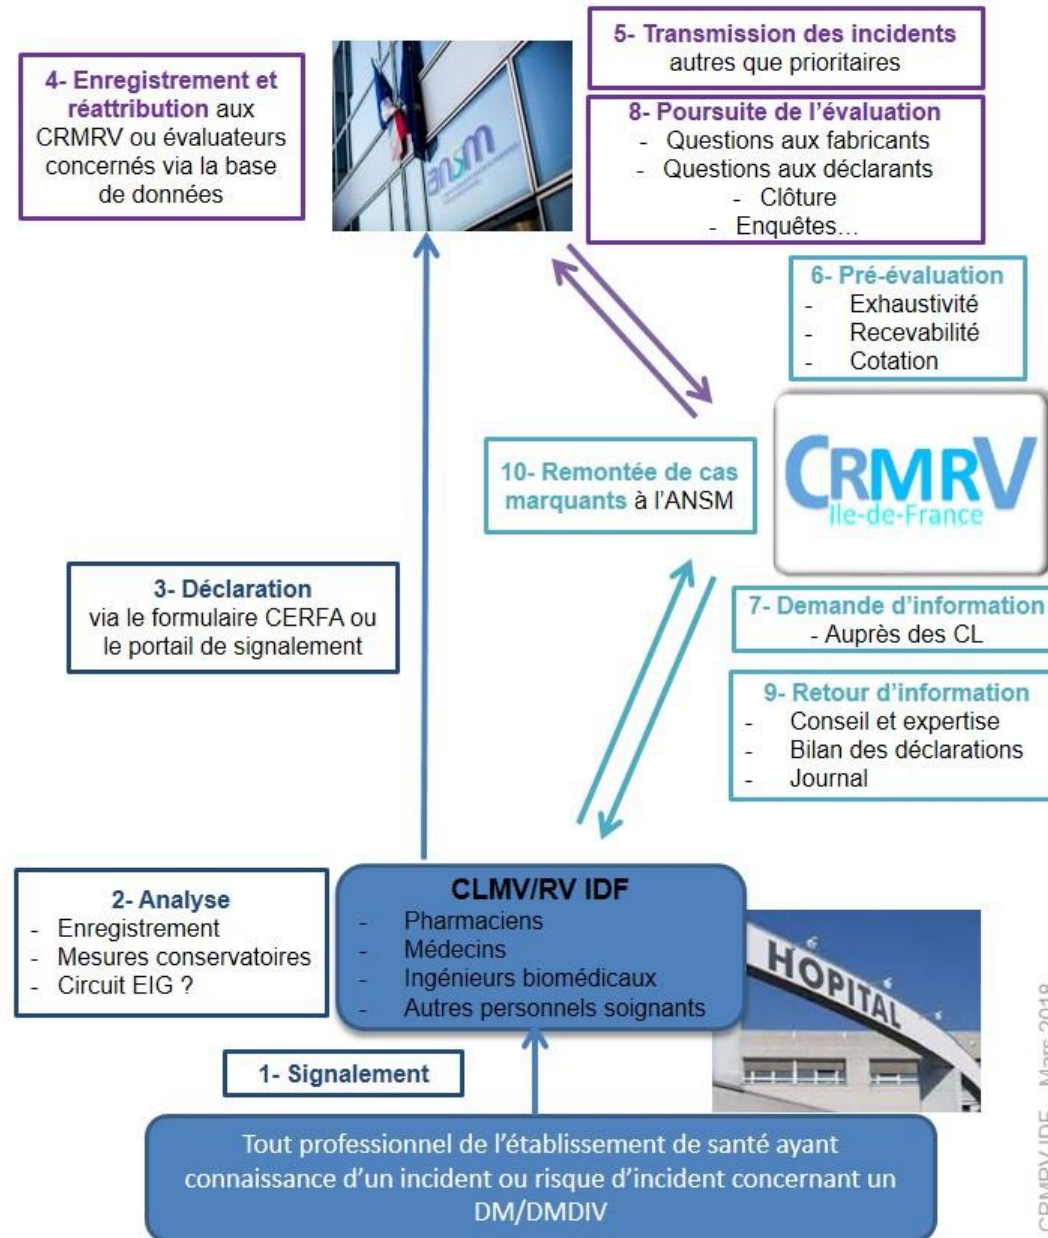 5- Transmission des incidents
autres que prioritaires
4- Enregistrement et
réattribution aux
CRMRV ou évaluateurs
concernés via la base
de données
ansm
8- Poursuite de l’évaluation
- Questions aux fabricants
- Questions aux déclarants
- Clôture
- Enquêtes…
6- Pré-évaluation
- Exhaustivité
- Recevabilité
- Cotation
CRMRV
Ile-de-France
10- Remontée de cas
marquants à l’ANSM
3- Déclaration
via le formulaire CERFA ou
le portail de signalement
7- Demande d’information
- Auprès des CL
9- Retour d’information
- Conseil et expertise
- Bilan des déclarations
- Journal
2- Analyse
- Enregistrement
- Mesures conservatoires
- Circuit EIG ?
CLMV/RV IDF
- Pharmaciens
- Médecins
- Ingénieurs biomédicaux
- Autres personnels soignants
HOPITAL
1- Signalement
Tout professionnel de l’établissement de santé ayant
connaissance d’un incident ou risque d’incident concernant un
DM/DMDIV
CRMRV IDF – Mars 2018